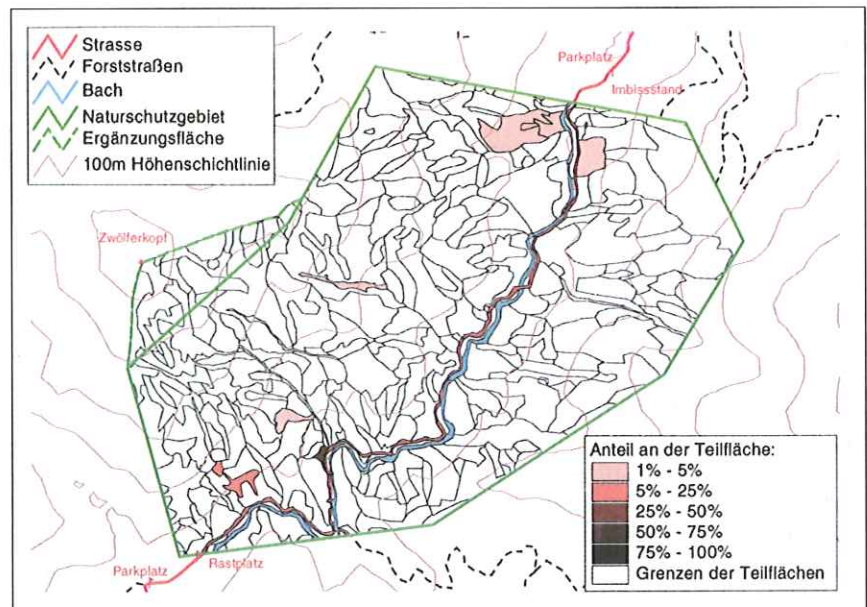 Strasse
Forststraßen
Bach
Naturschutzgebiet
Ergänzungsfläche
100m Höhenschichtlinie
Parkplatz
Imbissstand
Zwölferkopf
Parkplatz
Rastplatz
Anteil an der Teilfläche:
1% - 5%
5% - 25%
25% - 50%
50% - 75%
75% - 100%
Grenzen der Teilflächen